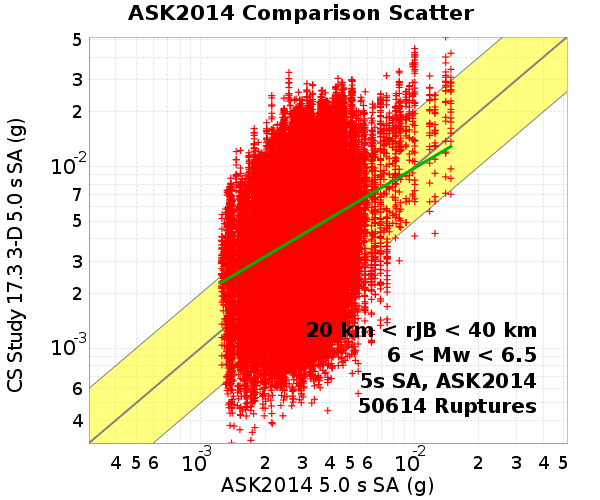 ASK2014 Comparison Scatter
CS Study 17.3 3-D 5.0 s SA (g)
5
3
2
10-2
7
5
3
2
10-3
6
4
20 km < rJB < 40 km
6 < Mw < 6.5
5s SA, ASK2014
50614 Ruptures
4 5 6 10-3 2 3 4 5 6 10-2 2 3 4 5
ASK2014 5.0 s SA (g)